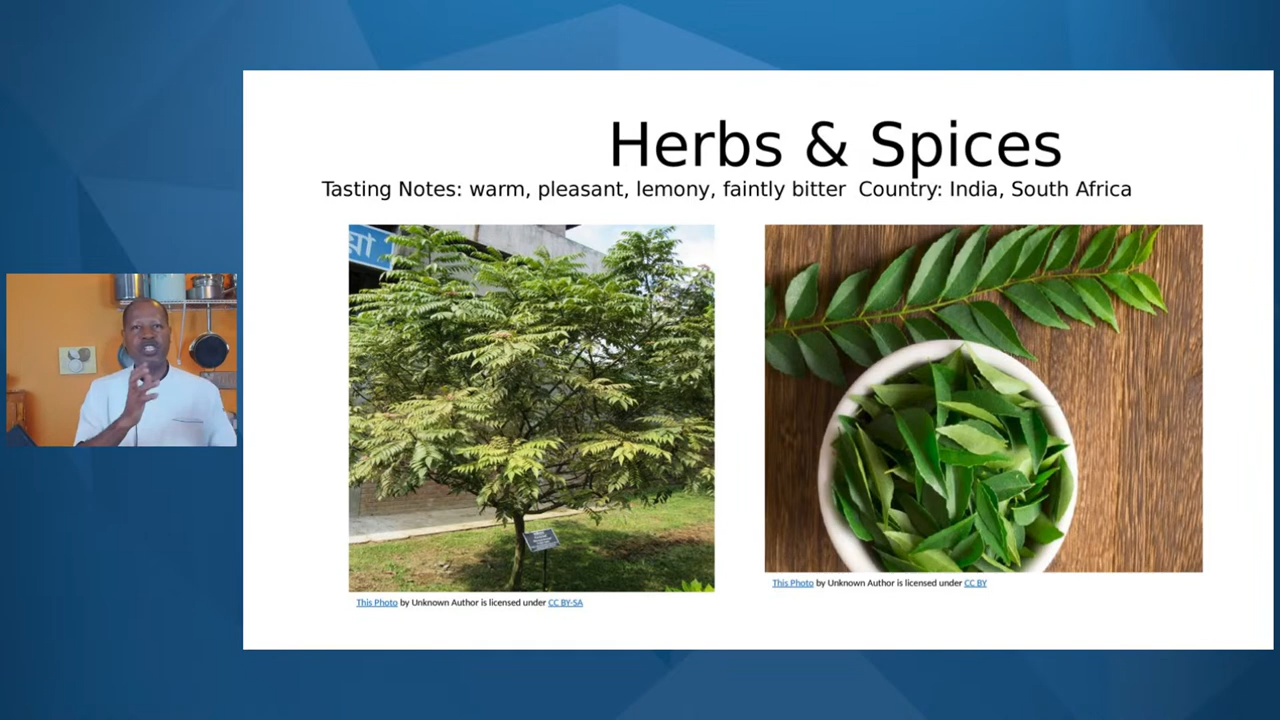 Herbs & Spices
Tasting Notes: warm, pleasant, lemony, faintly bitter  Country: India, South Africa
This Photo by Unknown Author is licensed under CC BY-SA
This Photo by Unknown Author is licensed under CC BY